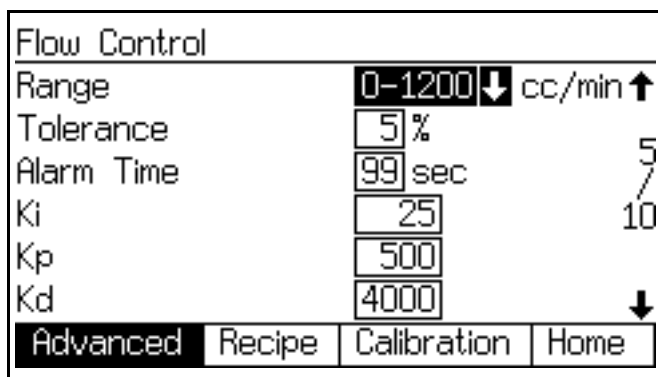 Flow Control
Range 0-1200 cc/min
Tolerance 5 %
Alarm Time 99 sec
Ki 25
Kp 500
Kd 4000
5/10
Advanced Recipe Calibration Home